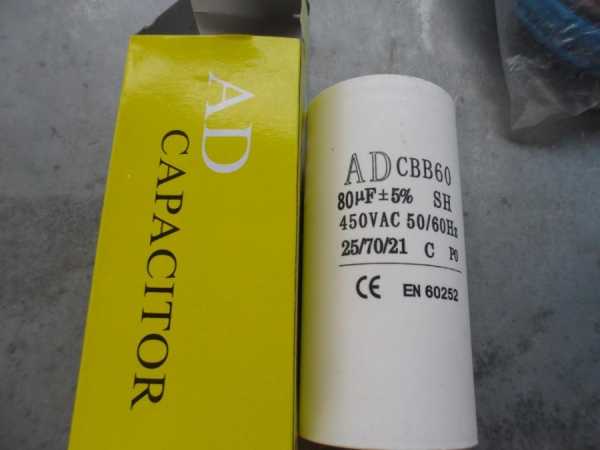 AD
CAPACITOR
AD CBB60
80μF±5% SH
450VAC 50/60Hz
25/70/21 C P0
CE EN 60252